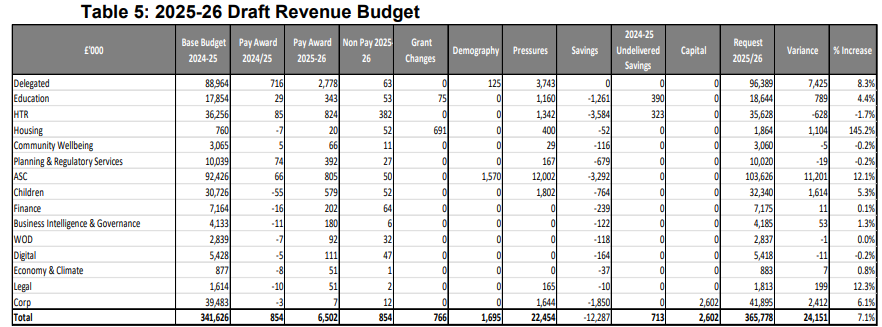 Table 5: 2025-26 Draft Revenue Budget
£'000 Base Budget 2024-25 Pay Award 2024/25 Pay Award 2025-26 Non Pay 2025-26 Grant Changes Demography Pressures Savings 2024-25 Undelivered Savings Capital Request 2025/26 Variance % Increase
Delegated 88,964 716 2,778 63 0 125 3,743 0 0 0 96,389 7,425 8.3%
Education 17,854 29 343 53 75 0 1,160 -1,261 390 0 18,644 789 4.4%
HTR 36,256 85 824 382 0 0 1,342 -3,584 323 0 35,628 -628 -1.7%
Housing 760 -7 20 52 691 0 400 -52 0 0 1,864 1,104 145.2%
Community Wellbeing 3,065 5 66 11 0 0 29 -116 0 0 3,060 -5 -0.2%
Planning & Regulatory Services 10,039 74 392 27 0 0 167 -679 0 0 10,020 -19 -0.2%
ASC 92,426 66 805 50 0 1,570 12,002 -3,292 0 0 103,626 11,201 12.1%
Children 30,726 -55 579 52 0 0 1,802 -764 0 0 32,340 1,614 5.3%
Finance 7,164 -16 202 64 0 0 0 -239 0 0 7,175 11 0.1%
Business Intelligence & Governance 4,133 -11 180 6 0 0 0 -122 0 0 4,185 53 1.3%
WOD 2,839 -7 92 32 0 0 0 -118 0 0 2,837 -1 0.0%
Digital 5,428 -5 111 47 0 0 0 -164 0 0 5,418 -11 -0.2%
Economy & Climate 877 -8 51 1 0 0 0 -37 0 0 883 7 0.8%
Legal 1,614 -10 51 2 0 0 165 -10 0 0 1,813 199 12.3%
Corp 39,483 -3 7 12 0 0 1,644 -1,850 0 2,602 41,895 2,412 6.1%
Total 341,626 854 6,502 854 766 1,695 22,454 -12,287 713 2,602 365,778 24,151 7.1%